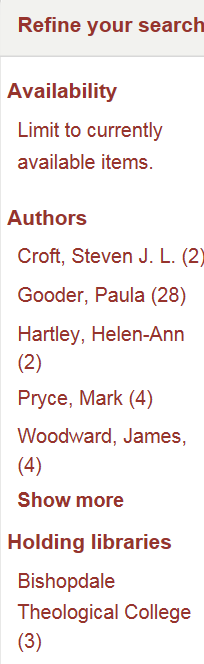 Refine your search
Availability
Limit to currently
available items.
Authors
Croft, Steven J. L. (2)
Gooder, Paula (28)
Hartley, Helen-Ann
(2)
Pryce, Mark (4)
Woodward, James,
(4)
Show more
Holding libraries
Bishopdale
Theological College
(3)